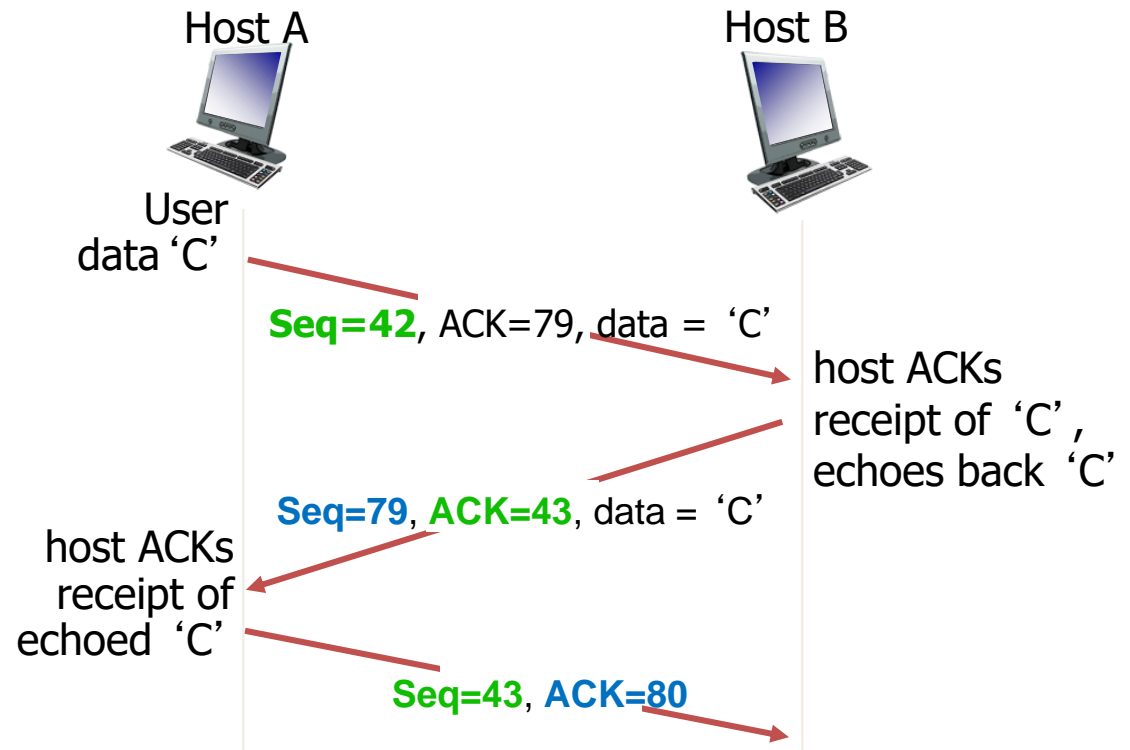 Host A
Host B
User
data ‘C’
Seq=42, ACK=79, data = ‘C’
host ACKs
receipt of ‘C’,
echoes back ‘C’
Seq=79, ACK=43, data = ‘C’
host ACKs
receipt of
echoed ‘C’
Seq=43, ACK=80